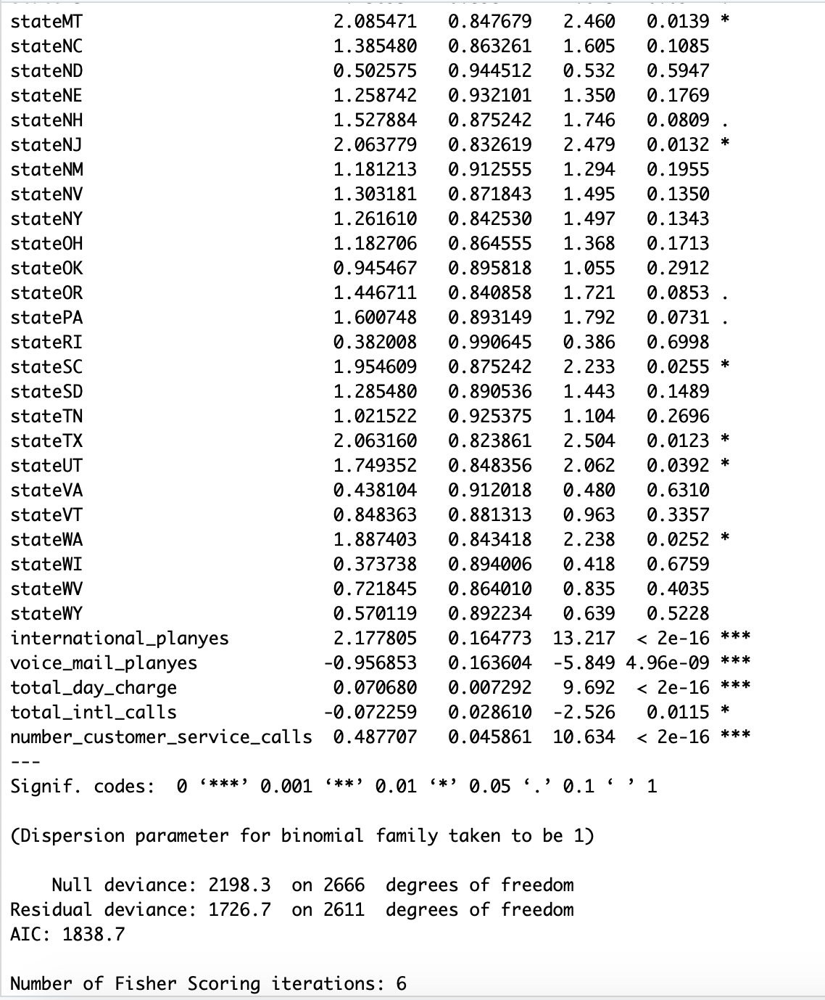 stateMT 2.085471 0.847679 2.460 0.0139 *
stateNC 1.385480 0.863261 1.605 0.1085
stateND 0.502575 0.944512 0.532 0.5947
stateNE 1.258742 0.932101 1.350 0.1769
stateNH 1.527884 0.875242 1.746 0.0809 .
stateNJ 2.063779 0.832619 2.479 0.0132 *
stateNM 1.181213 0.912555 1.294 0.1955
stateNV 1.303181 0.871843 1.495 0.1350
stateNY 1.261610 0.842530 1.497 0.1343
stateOH 1.182706 0.864555 1.368 0.1713
stateOK 0.945467 0.895818 1.055 0.2912
stateOR 1.446711 0.840858 1.721 0.0853 .
statePA 1.600748 0.893149 1.792 0.0731 .
stateRI 0.382008 0.990645 0.386 0.6998
stateSC 1.954609 0.875242 2.233 0.0255 *
stateSD 1.285480 0.890536 1.443 0.1489
stateTN 1.021522 0.925375 1.104 0.2696
stateTX 2.063160 0.823861 2.504 0.0123 *
stateUT 1.749352 0.848356 2.062 0.0392 *
stateVA 0.438104 0.912018 0.480 0.6310
stateVT 0.848363 0.881313 0.963 0.3357
stateWA 1.887403 0.843418 2.238 0.0252 *
stateWI 0.373738 0.894006 0.418 0.6759
stateWV 0.721845 0.864010 0.835 0.4035
stateWY 0.570119 0.892234 0.639 0.5228
international_planyes 2.177805 0.164773 13.217 < 2e-16 ***
voice_mail_planyes -0.956853 0.163604 -5.849 4.96e-09 ***
total_day_charge 0.070680 0.007292 9.692 < 2e-16 ***
total_intl_calls -0.072259 0.028610 -2.526 0.0115 *
number_customer_service_calls 0.487707 0.045861 10.634 < 2e-16 ***
---
Signif. codes: 0 ‘***’ 0.001 ‘**’ 0.01 ‘*’ 0.05 ‘.’ 0.1 ‘ ’ 1
(Dispersion parameter for binomial family taken to be 1)
Null deviance: 2198.3 on 2666 degrees of freedom
Residual deviance: 1726.7 on 2611 degrees of freedom
AIC: 1838.7
Number of Fisher Scoring iterations: 6